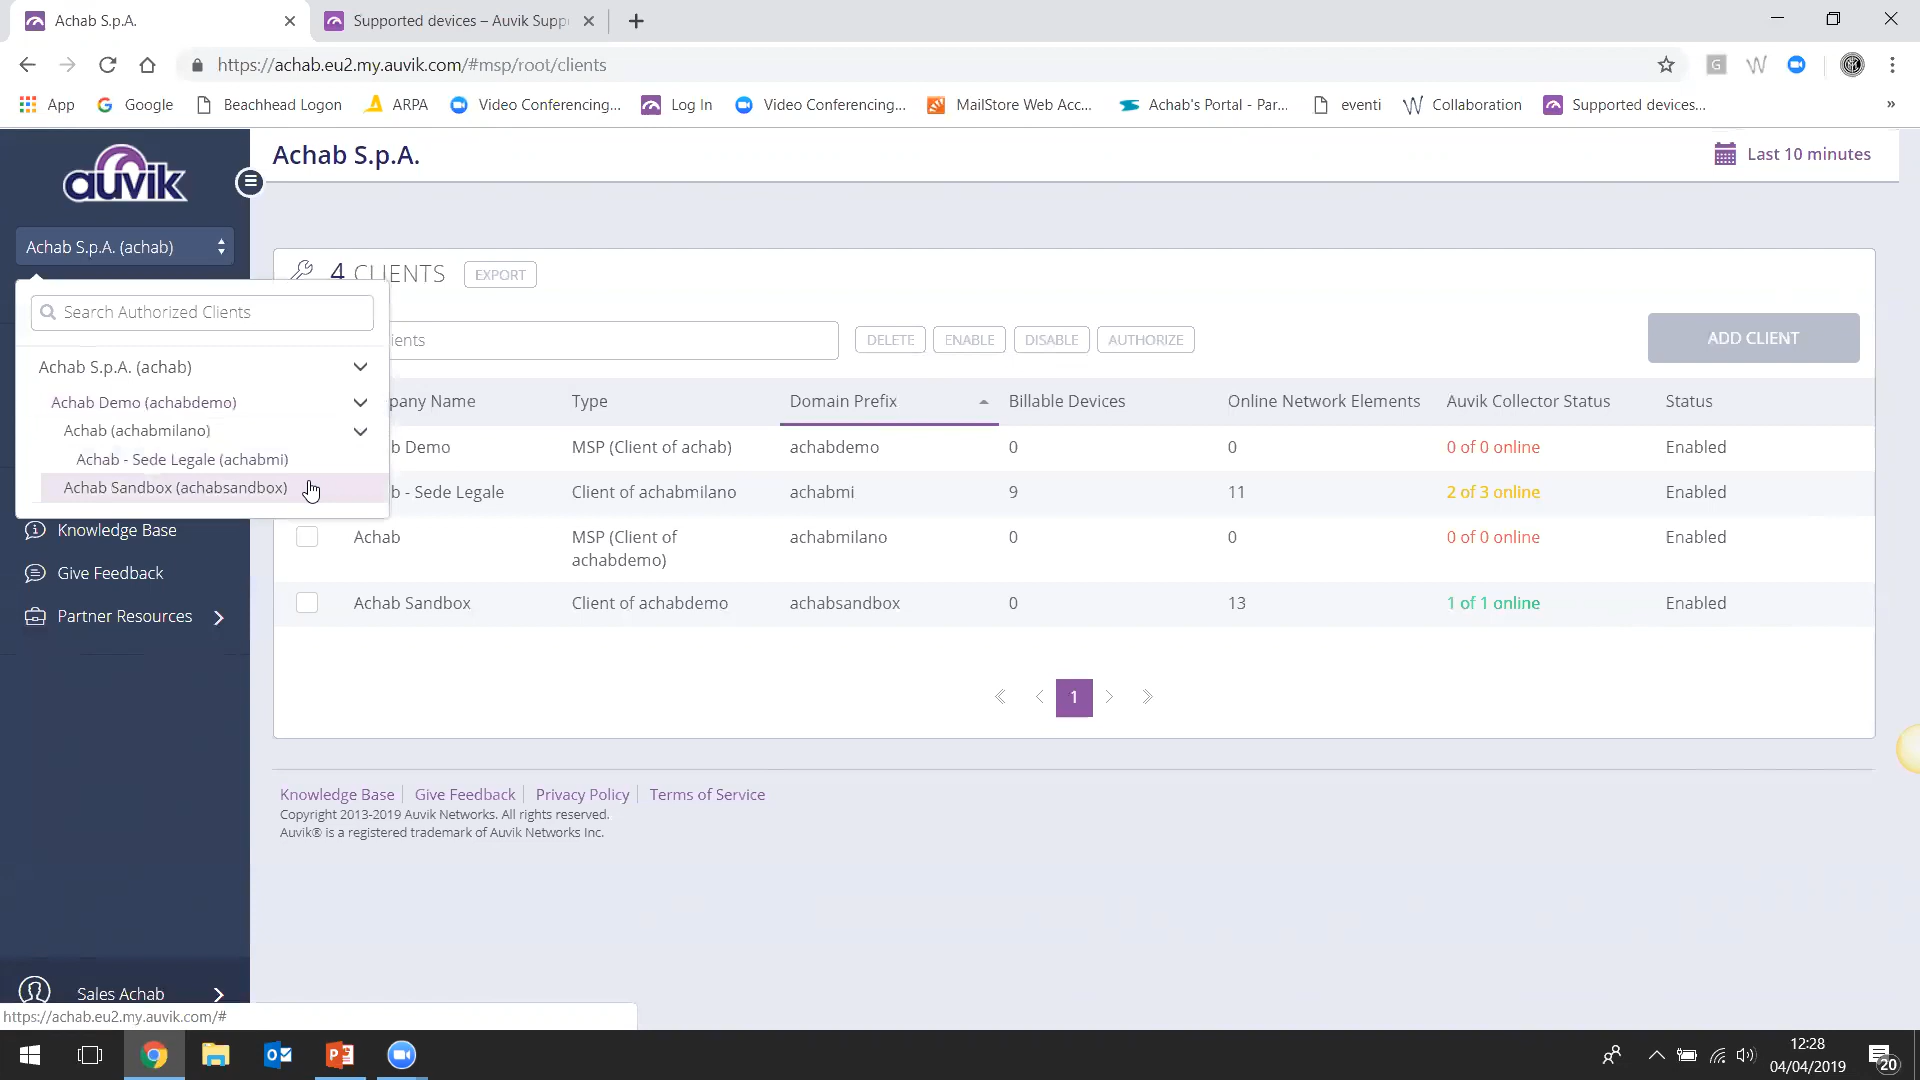 Achab S.p.A.
Supported devices – Auvik Supp
https://achab.eu2.my.auvik.com/#msp/root/clients
G
App
Google
Beachhead Logon
ARPA
Video Conferencing...
Log In
Video Conferencing...
MailStore Web Acc...
Achab's Portal - Par...
eventi
Collaboration
Supported devices...
»
auvik
Achab S.p.A.
Last 10 minutes
Achab S.p.A. (achab)
4 CLIENTS
EXPORT
Search Authorized Clients
ients
DELETE
ENABLE
DISABLE
AUTHORIZE
ADD CLIENT
Achab S.p.A. (achab)
Achab Demo (achabdemo)
Achab (achabmilano)
Achab - Sede Legale (achabmi)
Achab Sandbox (achabsandbox)
pany Name
Type
Domain Prefix
Billable Devices
Online Network Elements
Auvik Collector Status
Status
b Demo
MSP (Client of achab)
achabdemo
0
0
0 of 0 online
Enabled
b - Sede Legale
Client of achabmilano
achabmi
9
11
2 of 3 online
Enabled
Achab
MSP (Client of
achabdemo)
achabmilano
0
0
0 of 0 online
Enabled
Achab Sandbox
Client of achabdemo
achabsandbox
0
13
1 of 1 online
Enabled
Knowledge Base
Give Feedback
Partner Resources
1
Knowledge Base
Give Feedback
Privacy Policy
Terms of Service
Copyright 2013-2019 Auvik Networks. All rights reserved.
Auvik® is a registered trademark of Auvik Networks Inc.
Sales Achab
https://achab.eu2.my.auvik.com/#
12:28
04/04/2019
20